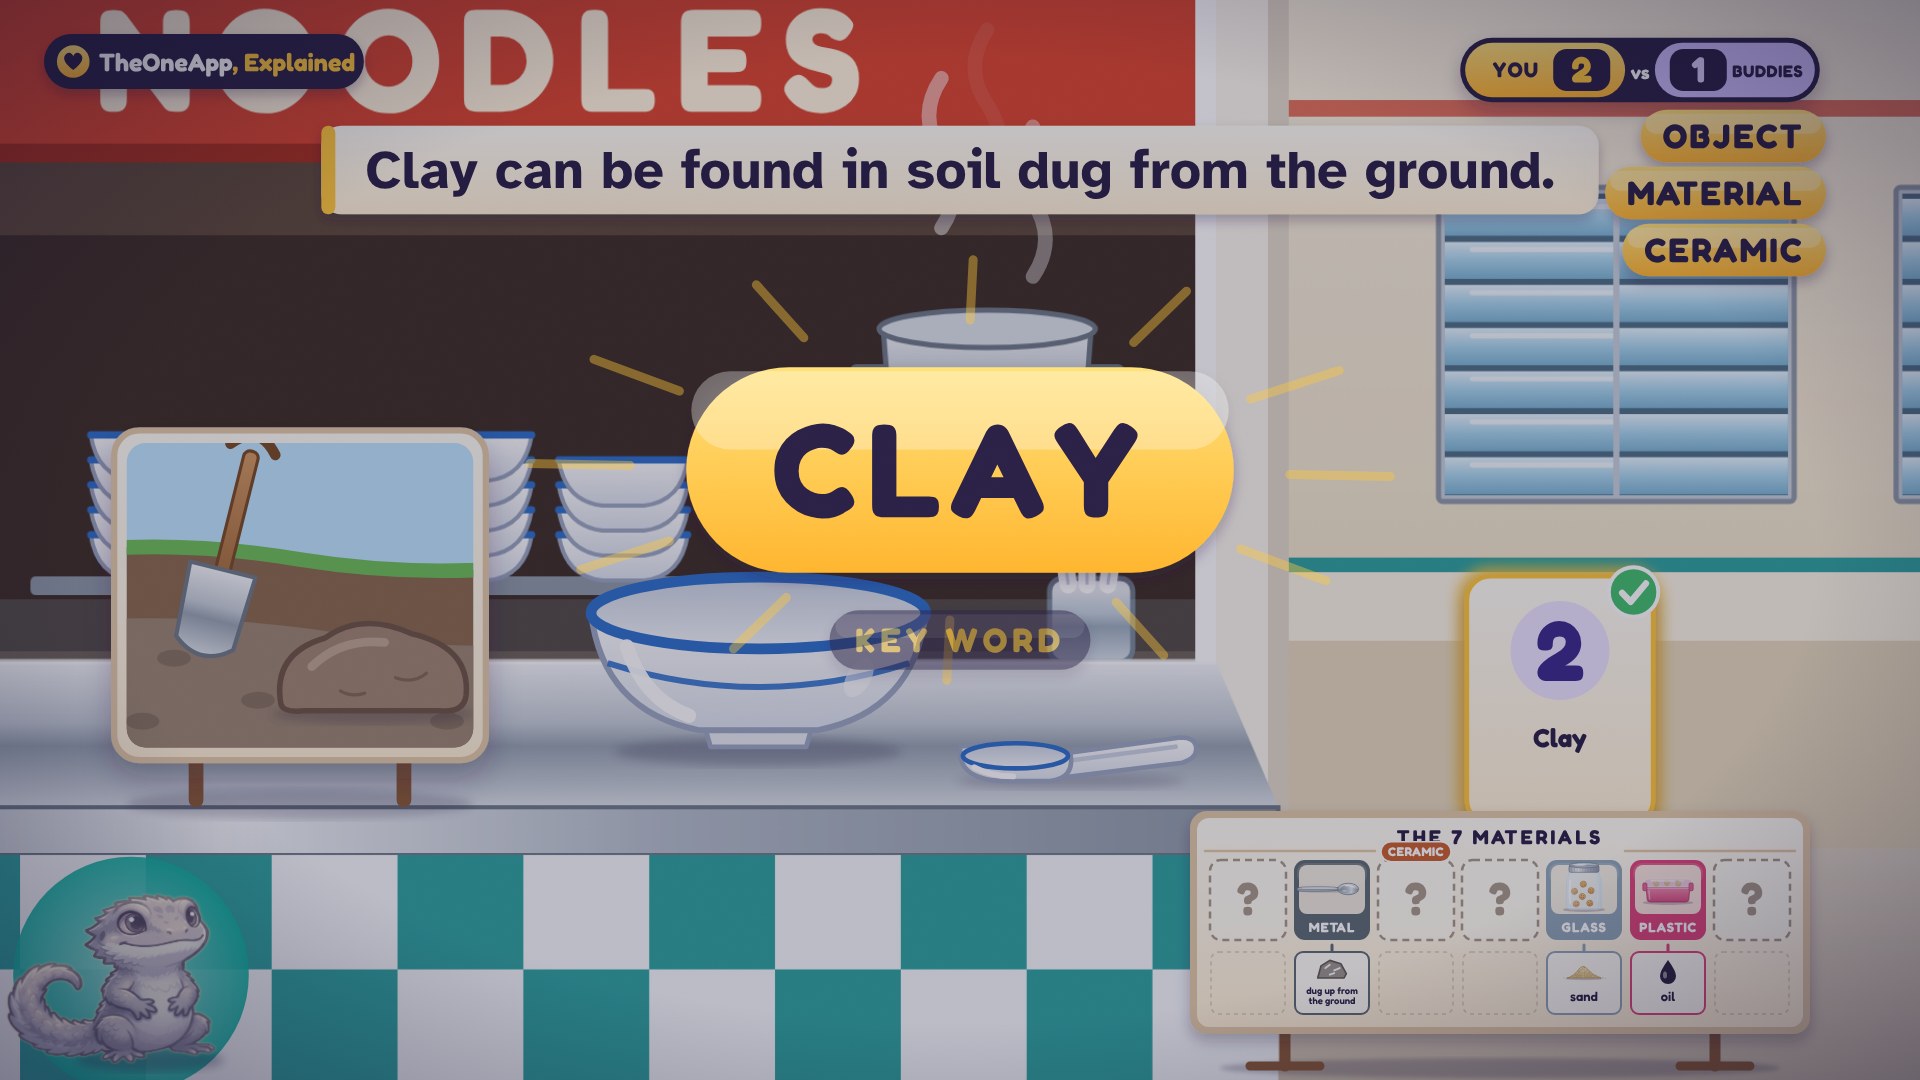 NOODLES
TheOneApp, Explained
YOU 2 vs 1 BUDDIES
Clay can be found in soil dug from the ground.
OBJECT
MATERIAL
CERAMIC
CLAY
KEY WORD
2
Clay
THE 7 MATERIALS
CERAMIC
? METAL ? ? GLASS PLASTIC ?
dug up from
the ground
sand
oil